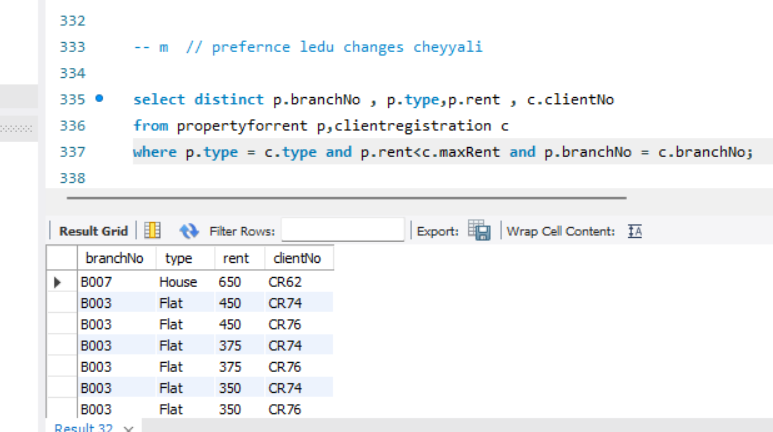 332
333 -- m // prefernce ledu changes cheyyali
334
335 select distinct p.branchNo , p.type,p.rent , c.clientNo
336 from propertyforrent p,clientregistration c
337 where p.type = c.type and p.rent<c.maxRent and p.branchNo = c.branchNo;
338
Result Grid Filter Rows: Export: Wrap Cell Content:
branchNo type rent clientNo
B007 House 650 CR62
B003 Flat 450 CR74
B003 Flat 450 CR76
B003 Flat 375 CR74
B003 Flat 375 CR76
B003 Flat 350 CR74
B003 Flat 350 CR76
Result 32